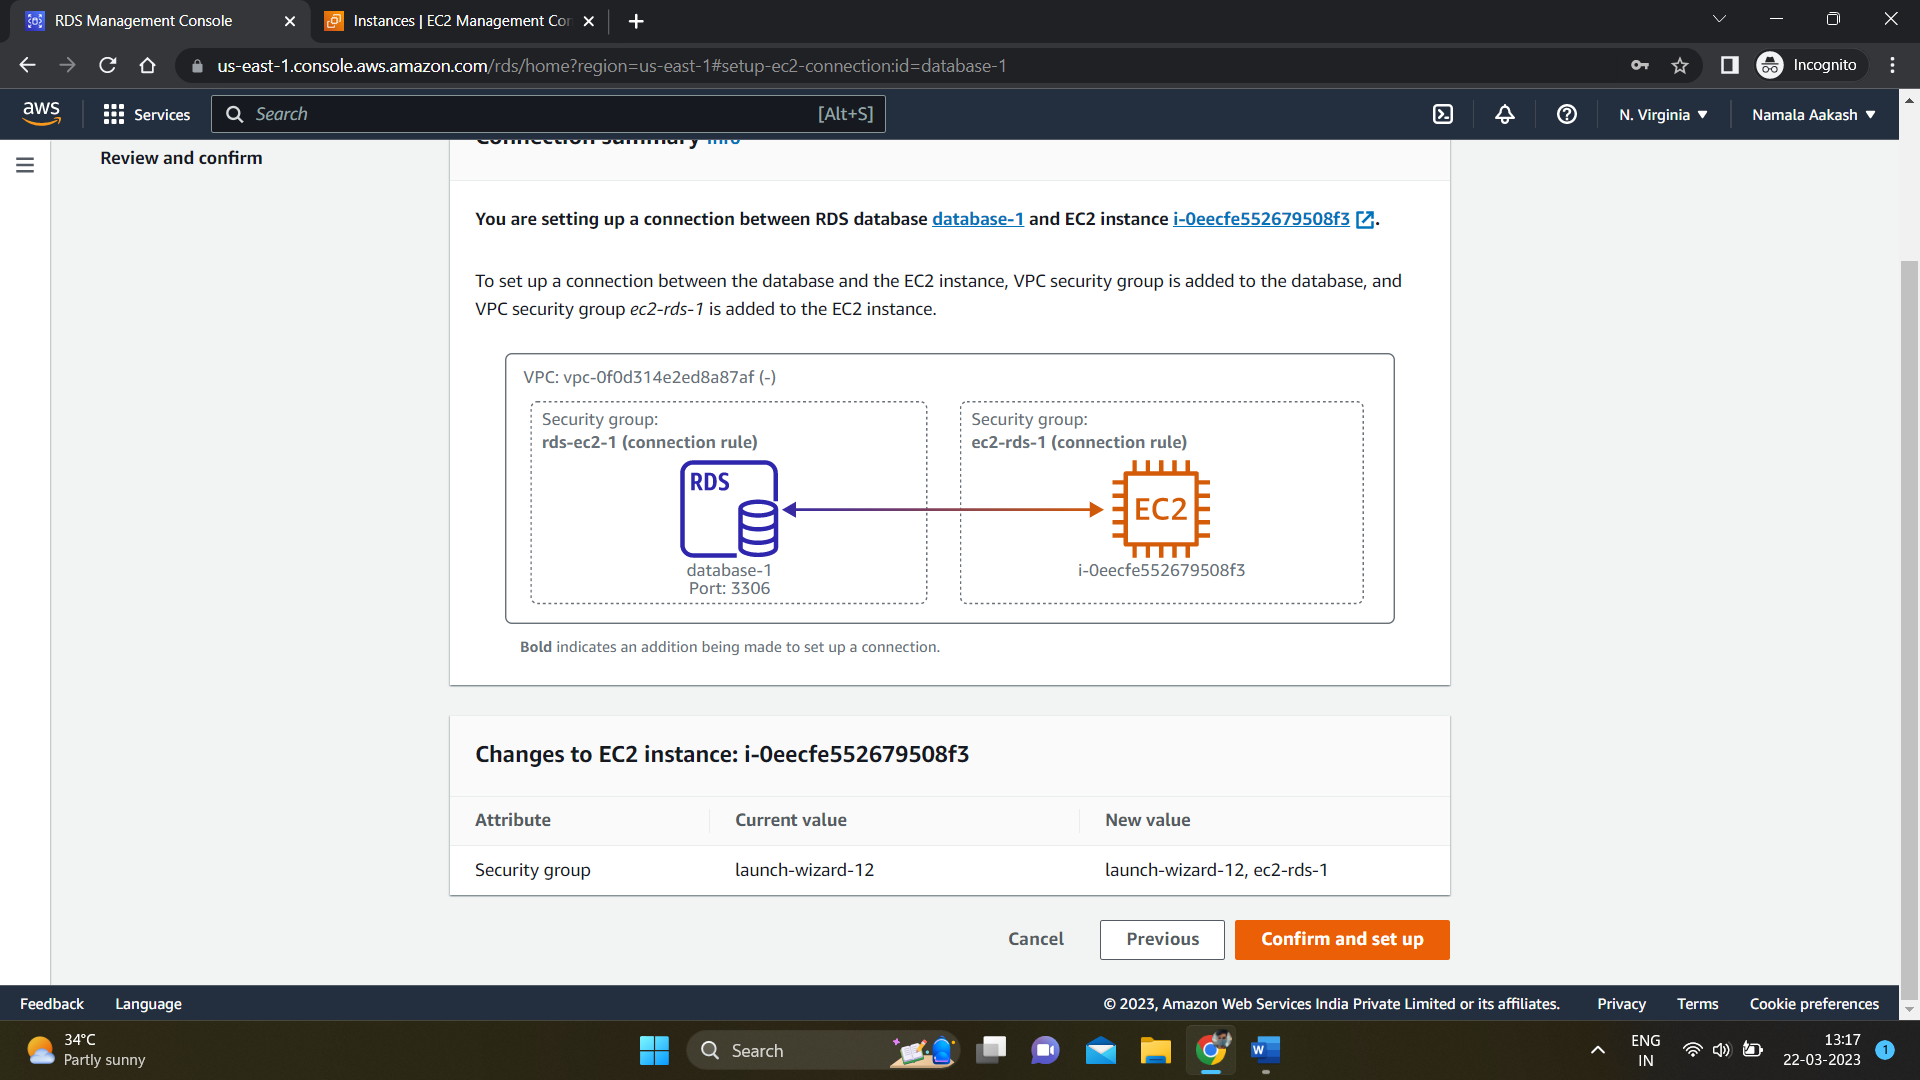 RDS Management Console
Instances | EC2 Management Con
us-east-1.console.aws.amazon.com/rds/home?region=us-east-1#setup-ec2-connection:id=database-1
Incognito
aws
Services
Search
[Alt+S]
N. Virginia
Namala Aakash
Review and confirm
Connection summary Info
You are setting up a connection between RDS database database-1 and EC2 instance i-0eecfe552679508f3.
To set up a connection between the database and the EC2 instance, VPC security group is added to the database, and
VPC security group ec2-rds-1 is added to the EC2 instance.
VPC: vpc-0f0d314e2ed8a87af (-)
Security group:
rds-ec2-1 (connection rule)
RDS
database-1
Port: 3306
Security group:
ec2-rds-1 (connection rule)
EC2
i-0eecfe552679508f3
Bold indicates an addition being made to set up a connection.
Changes to EC2 instance: i-0eecfe552679508f3
Attribute Current value New value
Security group launch-wizard-12 launch-wizard-12, ec2-rds-1
Cancel Previous Confirm and set up
Feedback Language © 2023, Amazon Web Services India Private Limited or its affiliates. Privacy Terms Cookie preferences
34°C
Partly sunny
Search
W
ENG
IN
13:17
22-03-2023
1